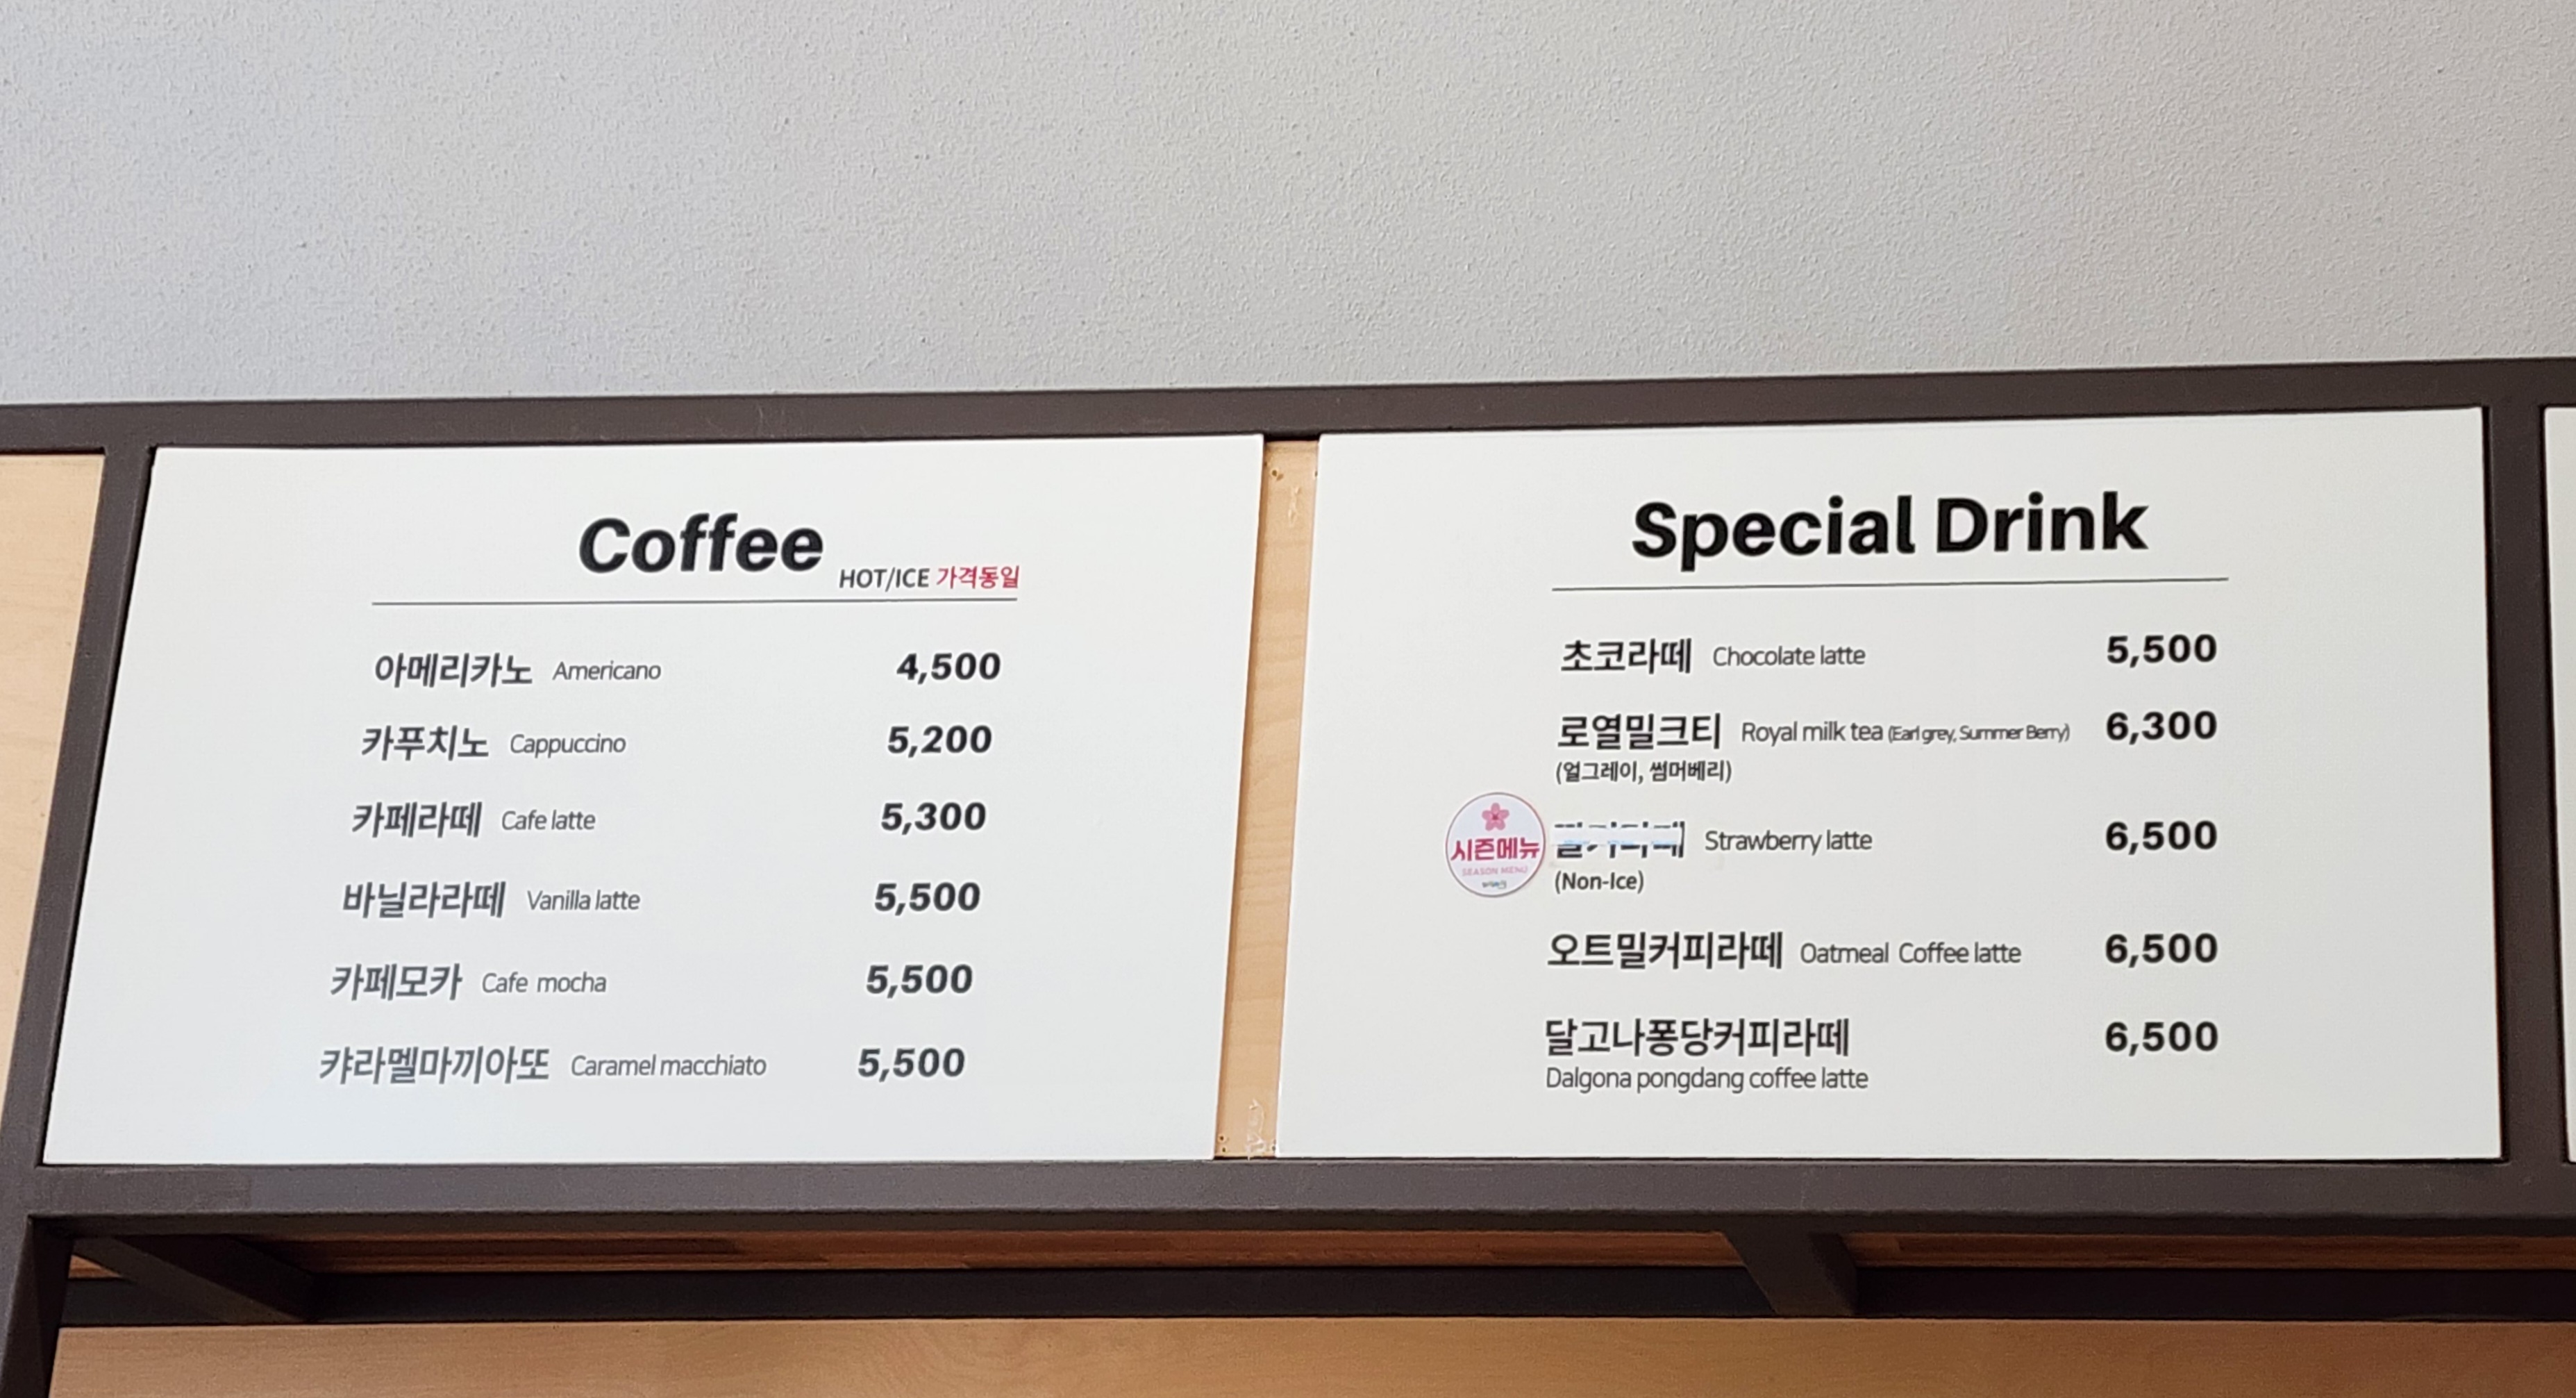 Coffee HOT/ICE 가격동일
아메리카노 Americano 4,500
카푸치노 Cappuccino 5,200
카페라떼 Cafe latte 5,300
바닐라라떼 Vanilla latte 5,500
카페모카 Cafe mocha 5,500
캬라멜마끼아또 Caramel macchiato 5,500
Special Drink
초코라떼 Chocolate latte 5,500
로열밀크티 Royal milk tea (Earl grey, Summer Berry) 6,300
(얼그레이, 썸머베리)
시즌메뉴
SEASON MENU
Strawberry latte 6,500
(Non-Ice)
오트밀커피라떼 Oatmeal Coffee latte 6,500
달고나퐁당커피라떼 6,500
Dalgona pongdang coffee latte